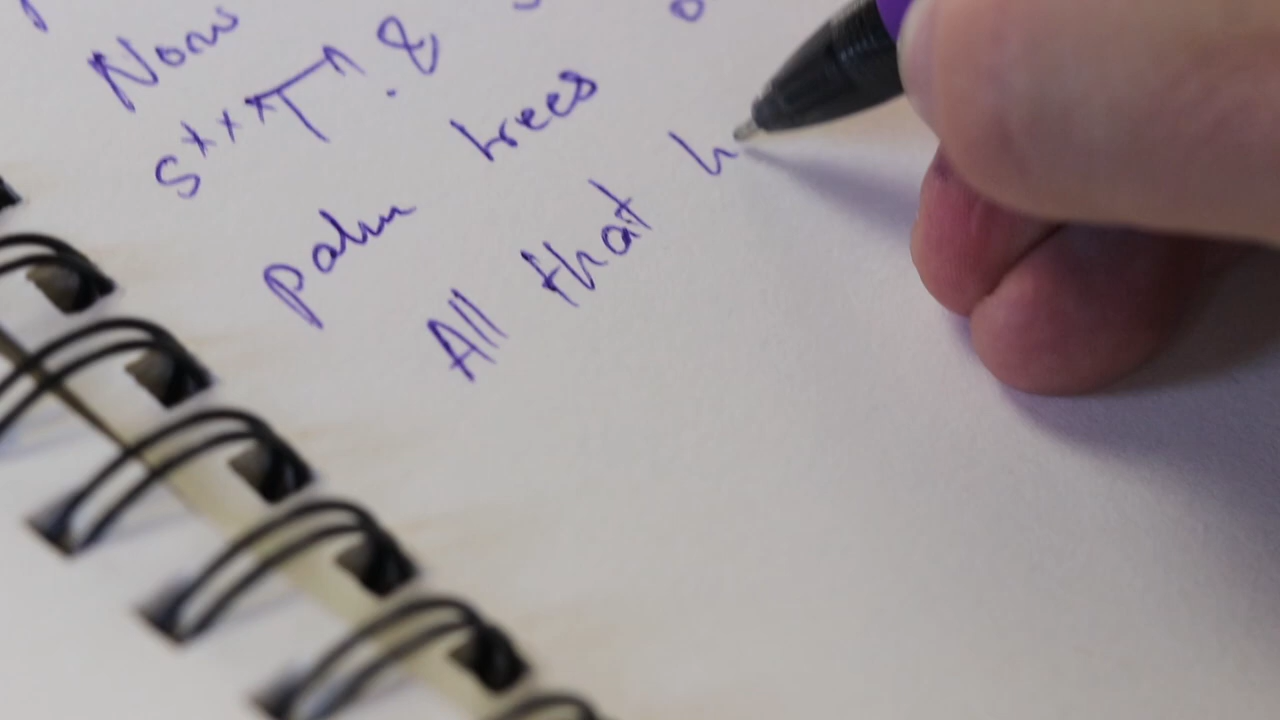 Now
s***T! &
palm trees
All that h